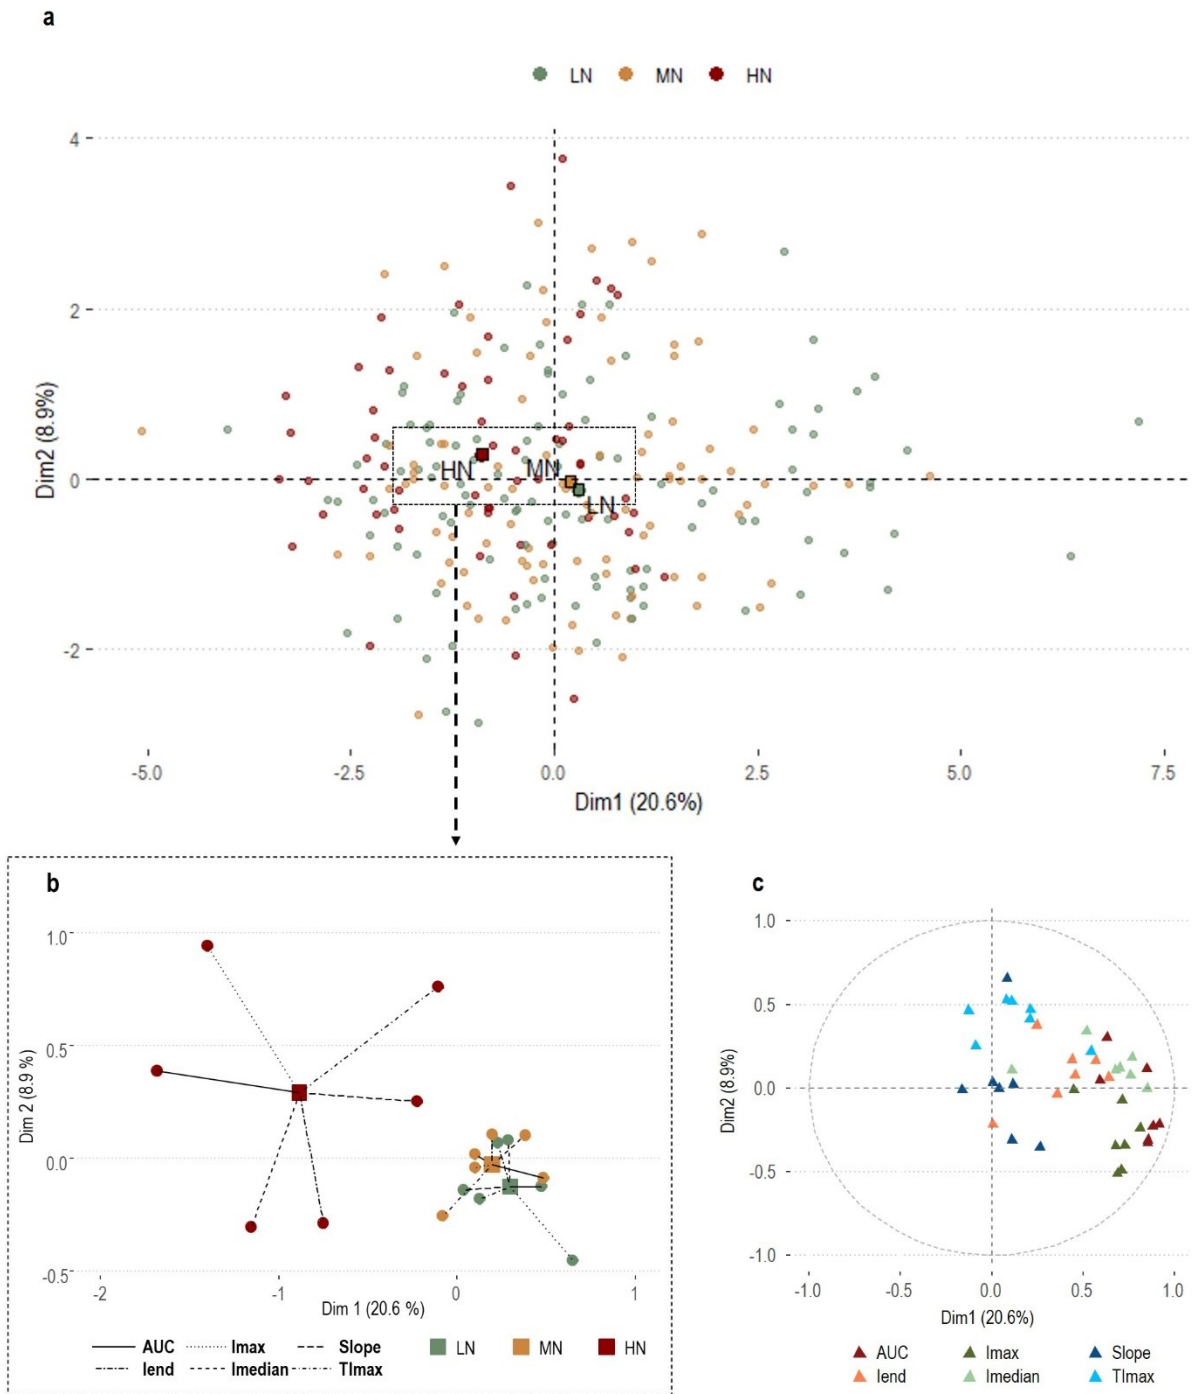 a
LN MN HN
4
2
0
-2
Dim2 (8.9%)
HN MN LN
-5.0 -2.5 0.0 2.5 5.0 7.5
Dim1 (20.6%)
b
1.0
0.5
0.0
-0.5
Dim 2 (8.9 %)
-2 -1 0 1
Dim 1 (20.6 %)
AUC Imax Slope LN MN HN
Iend Imedian TImax
c
1.0
0.5
0.0
-0.5
-1.0
Dim2 (8.9%)
-1.0 -0.5 0.0 0.5 1.0
Dim1 (20.6%)
AUC Imax Slope
Iend Imedian TImax